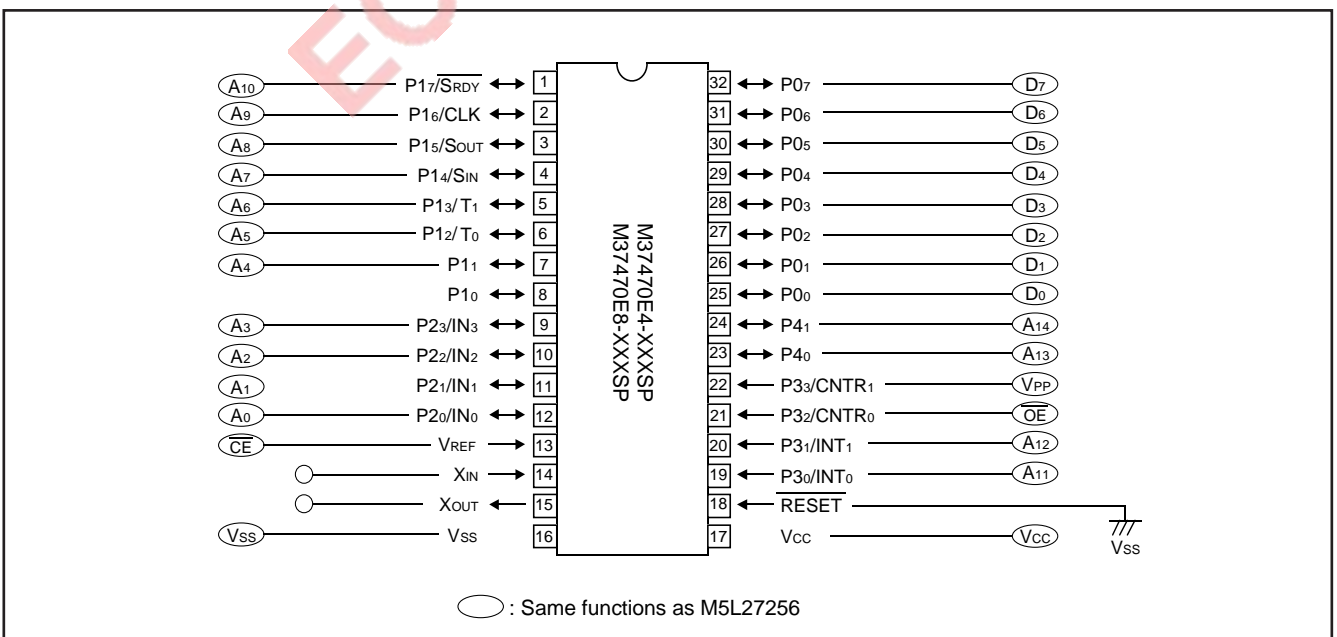 EC
A10 P17/SRDY 1 32 P07 D7
A9 P16/CLK 2 31 P06 D6
A8 P15/SOUT 3 30 P05 D5
A7 P14/SIN 4 29 P04 D4
A6 P13/T1 5 28 P03 D3
A5 P12/T0 6 27 P02 D2
A4 P11 7 26 P01 D1
P10 8 25 P00 D0
A3 P23/IN3 9 24 P41 A14
A2 P22/IN2 10 23 P40 A13
A1 P21/IN1 11 22 P33/CNTR1 VPP
A0 P20/IN0 12 21 P32/CNTR0 OE
CE VREF 13 20 P31/INT1 A12
XIN 14 19 P30/INT0 A11
XOUT 15 18 RESET
VSS VSS 16 17 VCC VCC
VSS
M37470E4-XXXSP
M37470E8-XXXSP
: Same functions as M5L27256